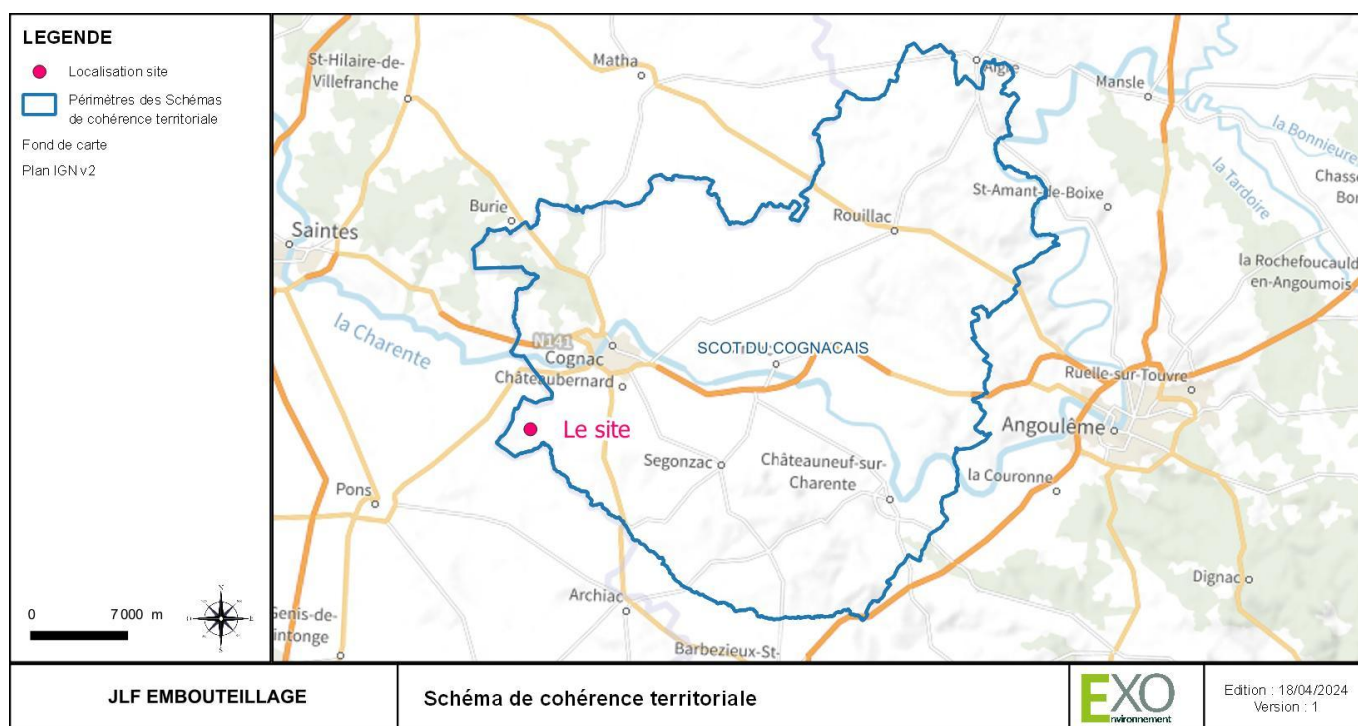 LEGENDE
Localisation site
Périmètres des Schémas
de cohérence territoriale
Fond de carte
Plan IGN v2
0 7 000 m
N
E
S
St-Hilaire-de-
Villefranche
Matha
Aigre
Mansle
la Bonnieure
la Tardoire
Chasse
Bon
St-Amant-de-Boixe
Burie
Rouillac
Saintes
la Rochefoucauld
en-Angoumois
la Charente
N141
Cognac
SCOT DU COGNACAIS
Châteaubernard
Ruelle-sur-Touvre
Angoulême
Le site
Segonzac
Châteauneuf-sur-
Charente
la Couronne
Pons
Dignac
Archiac
Genis-de-
intonge
Barbezieux-St-
JLF EMBOUTEILLAGE
Schéma de cohérence territoriale
EXO
nvironnement
Edition : 18/04/2024
Version : 1